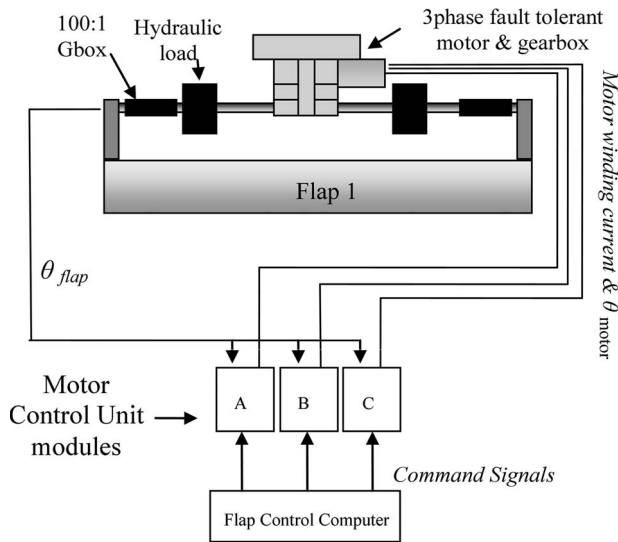 100:1
Gbox
Hydraulic
load
3phase fault tolerant
motor & gearbox
Motor winding current & θ motor
Flap 1
θ flap
Motor
Control Unit
modules
A
B
C
Command Signals
Flap Control Computer